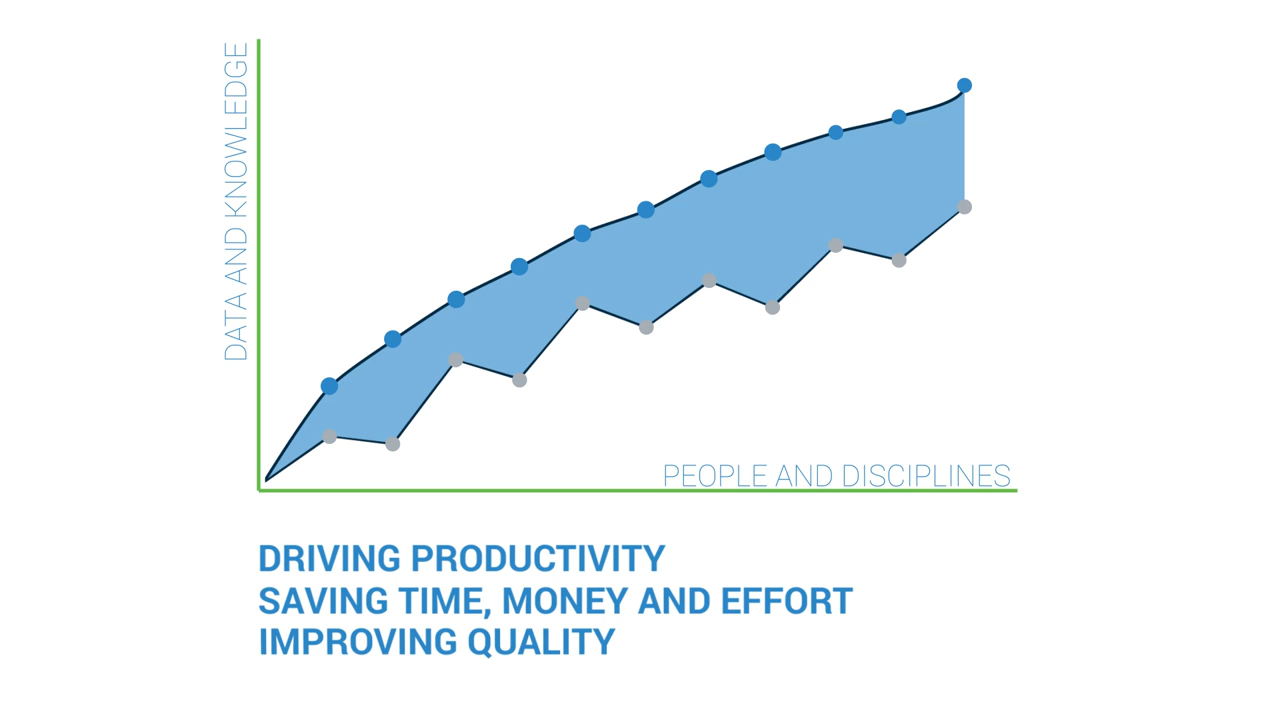 DATA AND KNOWLEDGE
PEOPLE AND DISCIPLINES
DRIVING PRODUCTIVITY
SAVING TIME, MONEY AND EFFORT
IMPROVING QUALITY